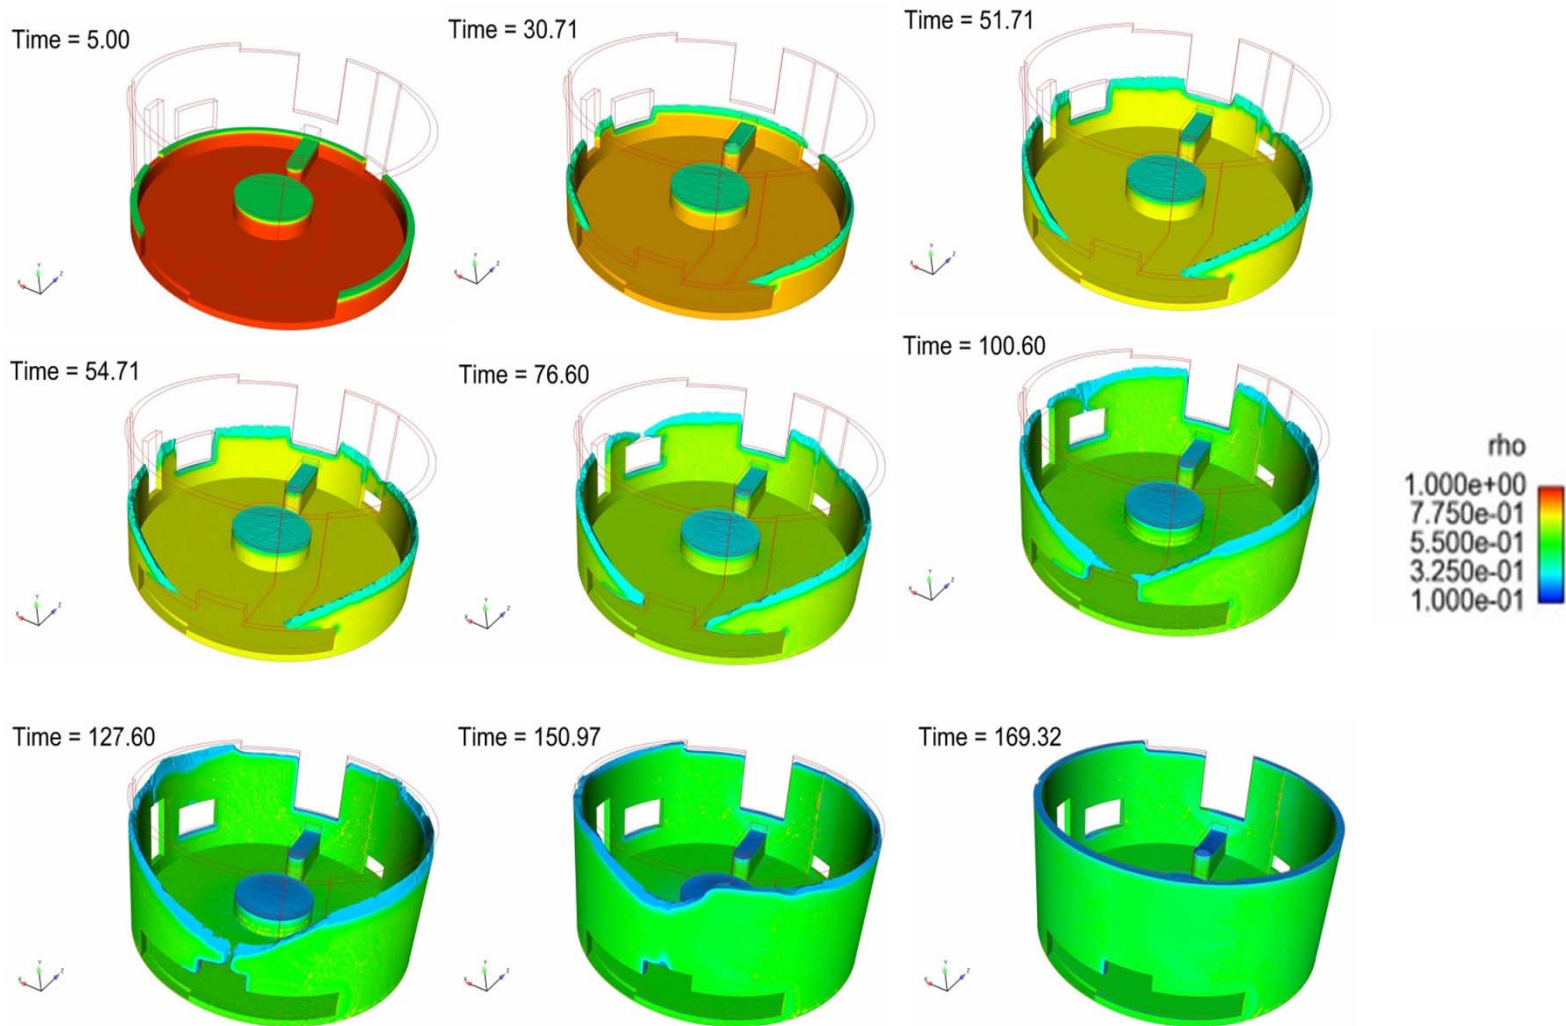 Time = 5.00
Time = 30.71
Time = 51.71
Time = 54.71
Time = 76.60
Time = 100.60
rho
1.000e+00
7.750e-01
5.500e-01
3.250e-01
1.000e-01
Time = 127.60
Time = 150.97
Time = 169.32